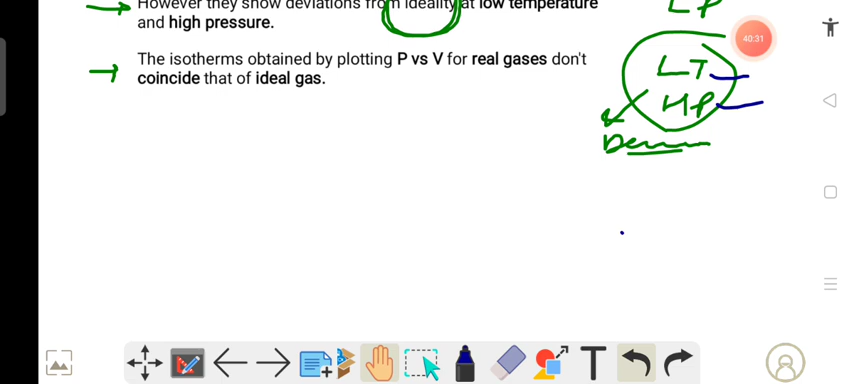 However they show deviations from ideality at low temperature
and high pressure.
The isotherms obtained by plotting P vs V for real gases don't
coincide that of ideal gas.
LP
LT
HP
40:31
T